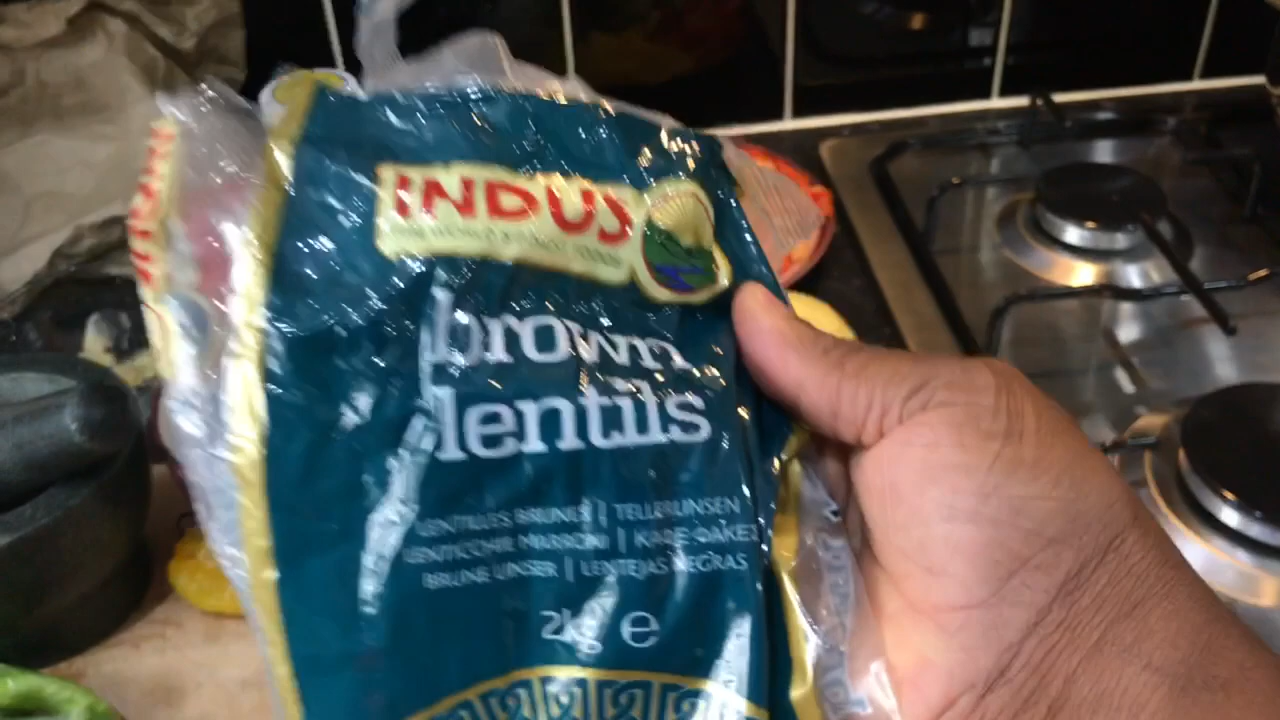 INDUS
brown
lentils
LENTILLES BRUNES | TELLERLINSEN
LENTICCHIE MARRONI |
BRUNE LINSER | LENTEJAS NEGRAS
2kg e